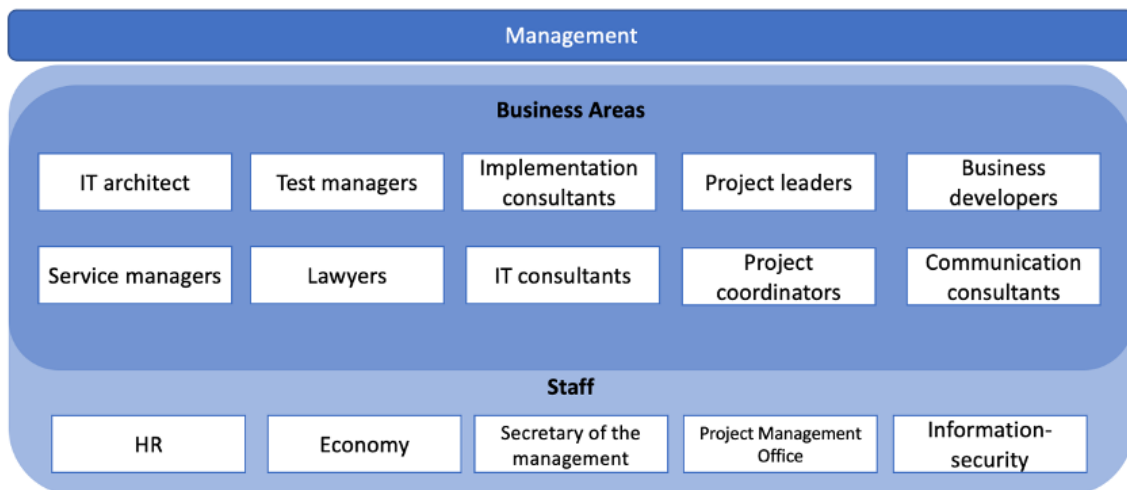 Management
Business Areas
IT architect
Test managers
Implementation
consultants
Project leaders
Business
developers
Service managers
Lawyers
IT consultants
Project
coordinators
Communication
consultants
Staff
HR
Economy
Secretary of the
management
Project Management
Office
Information-
security